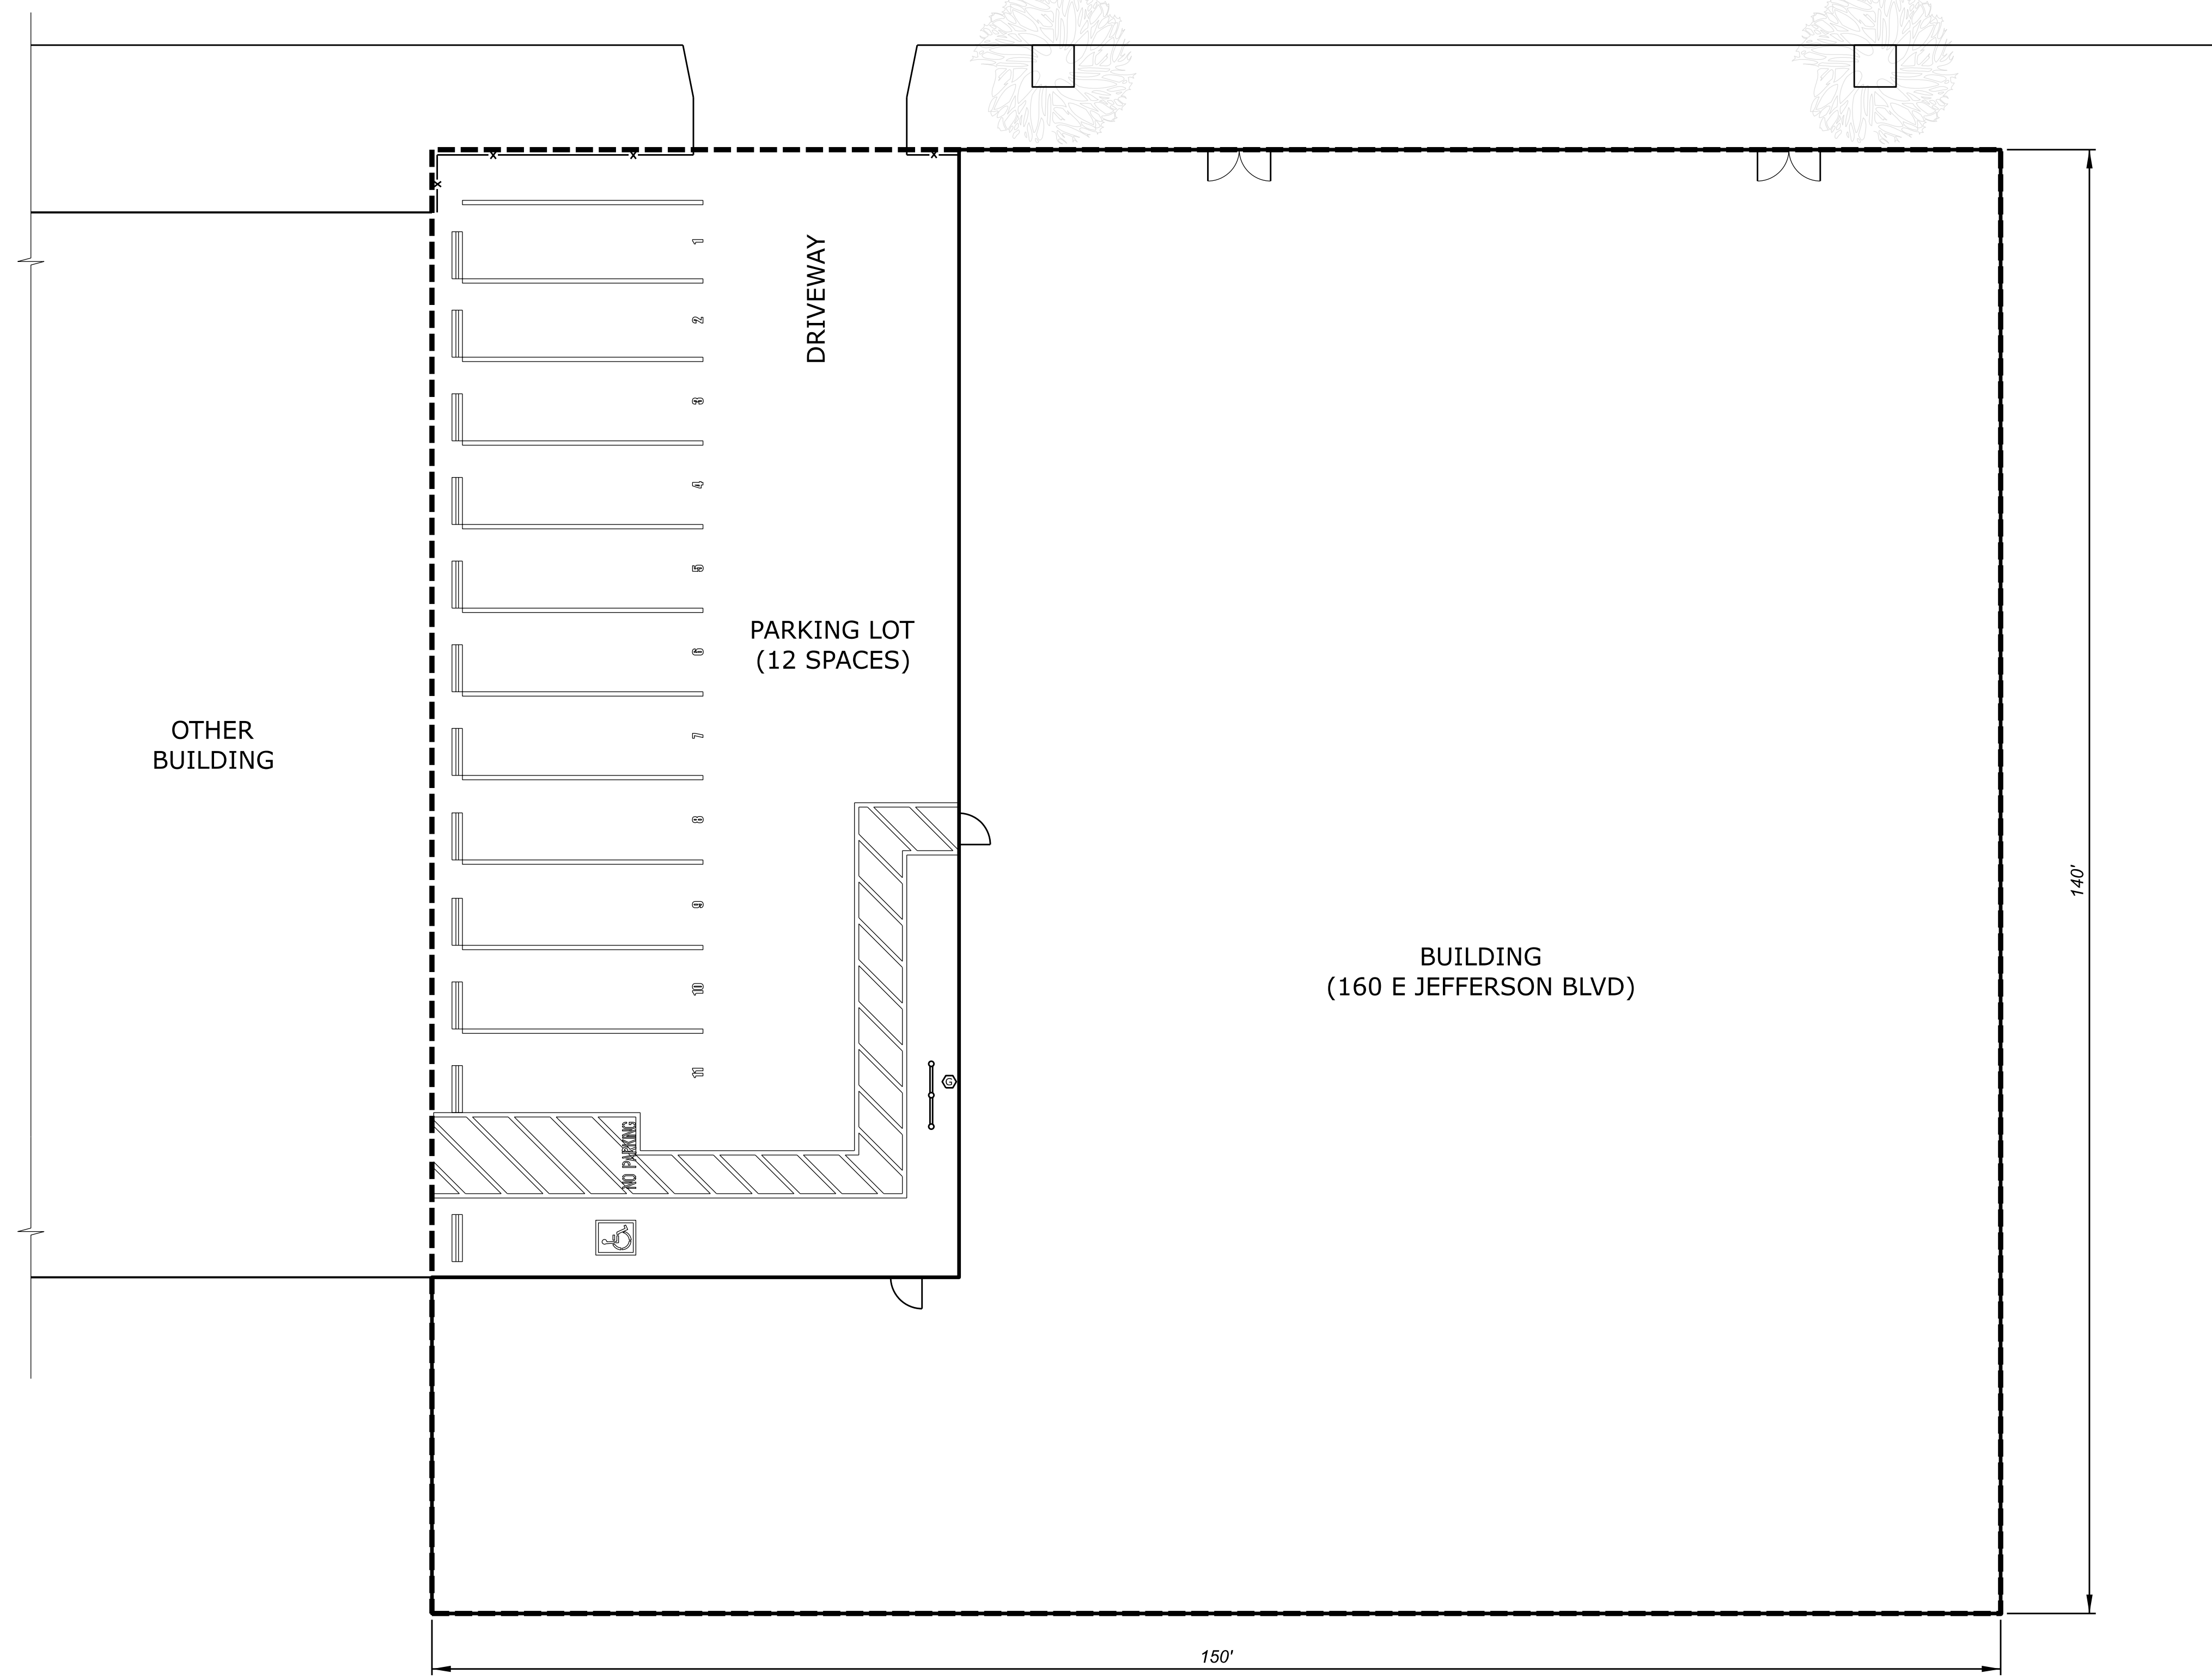 1
DRIVEWAY
2
3
4
5
PARKING LOT
(12 SPACES)
6
OTHER
BUILDING
7
8
140'
9
BUILDING
(160 E JEFFERSON BLVD)
10
11
G
NO PARKING
150'